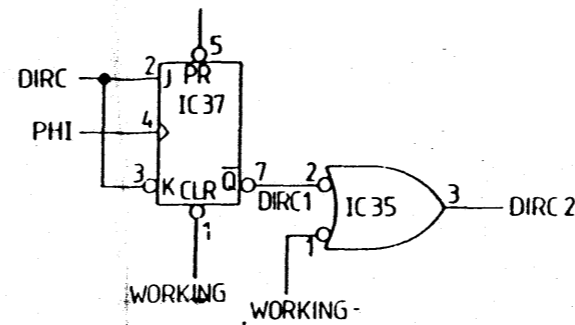 5
2 J PR
DIRC
IC37
PHI 4
3 K CLR Q̅ 7 2 3
DIRC1 IC35 DIRC 2
1 1
WORKING
WORKING-